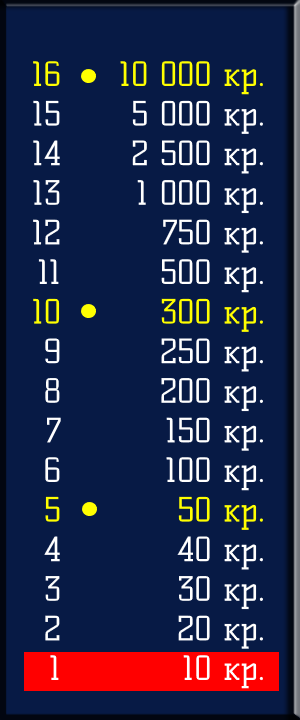 16 • 10 000 кр.
15 5 000 кр.
14 2 500 кр.
13 1 000 кр.
12 750 кр.
11 500 кр.
10 • 300 кр.
9 250 кр.
8 200 кр.
7 150 кр.
6 100 кр.
5 • 50 кр.
4 40 кр.
3 30 кр.
2 20 кр.
1 10 кр.